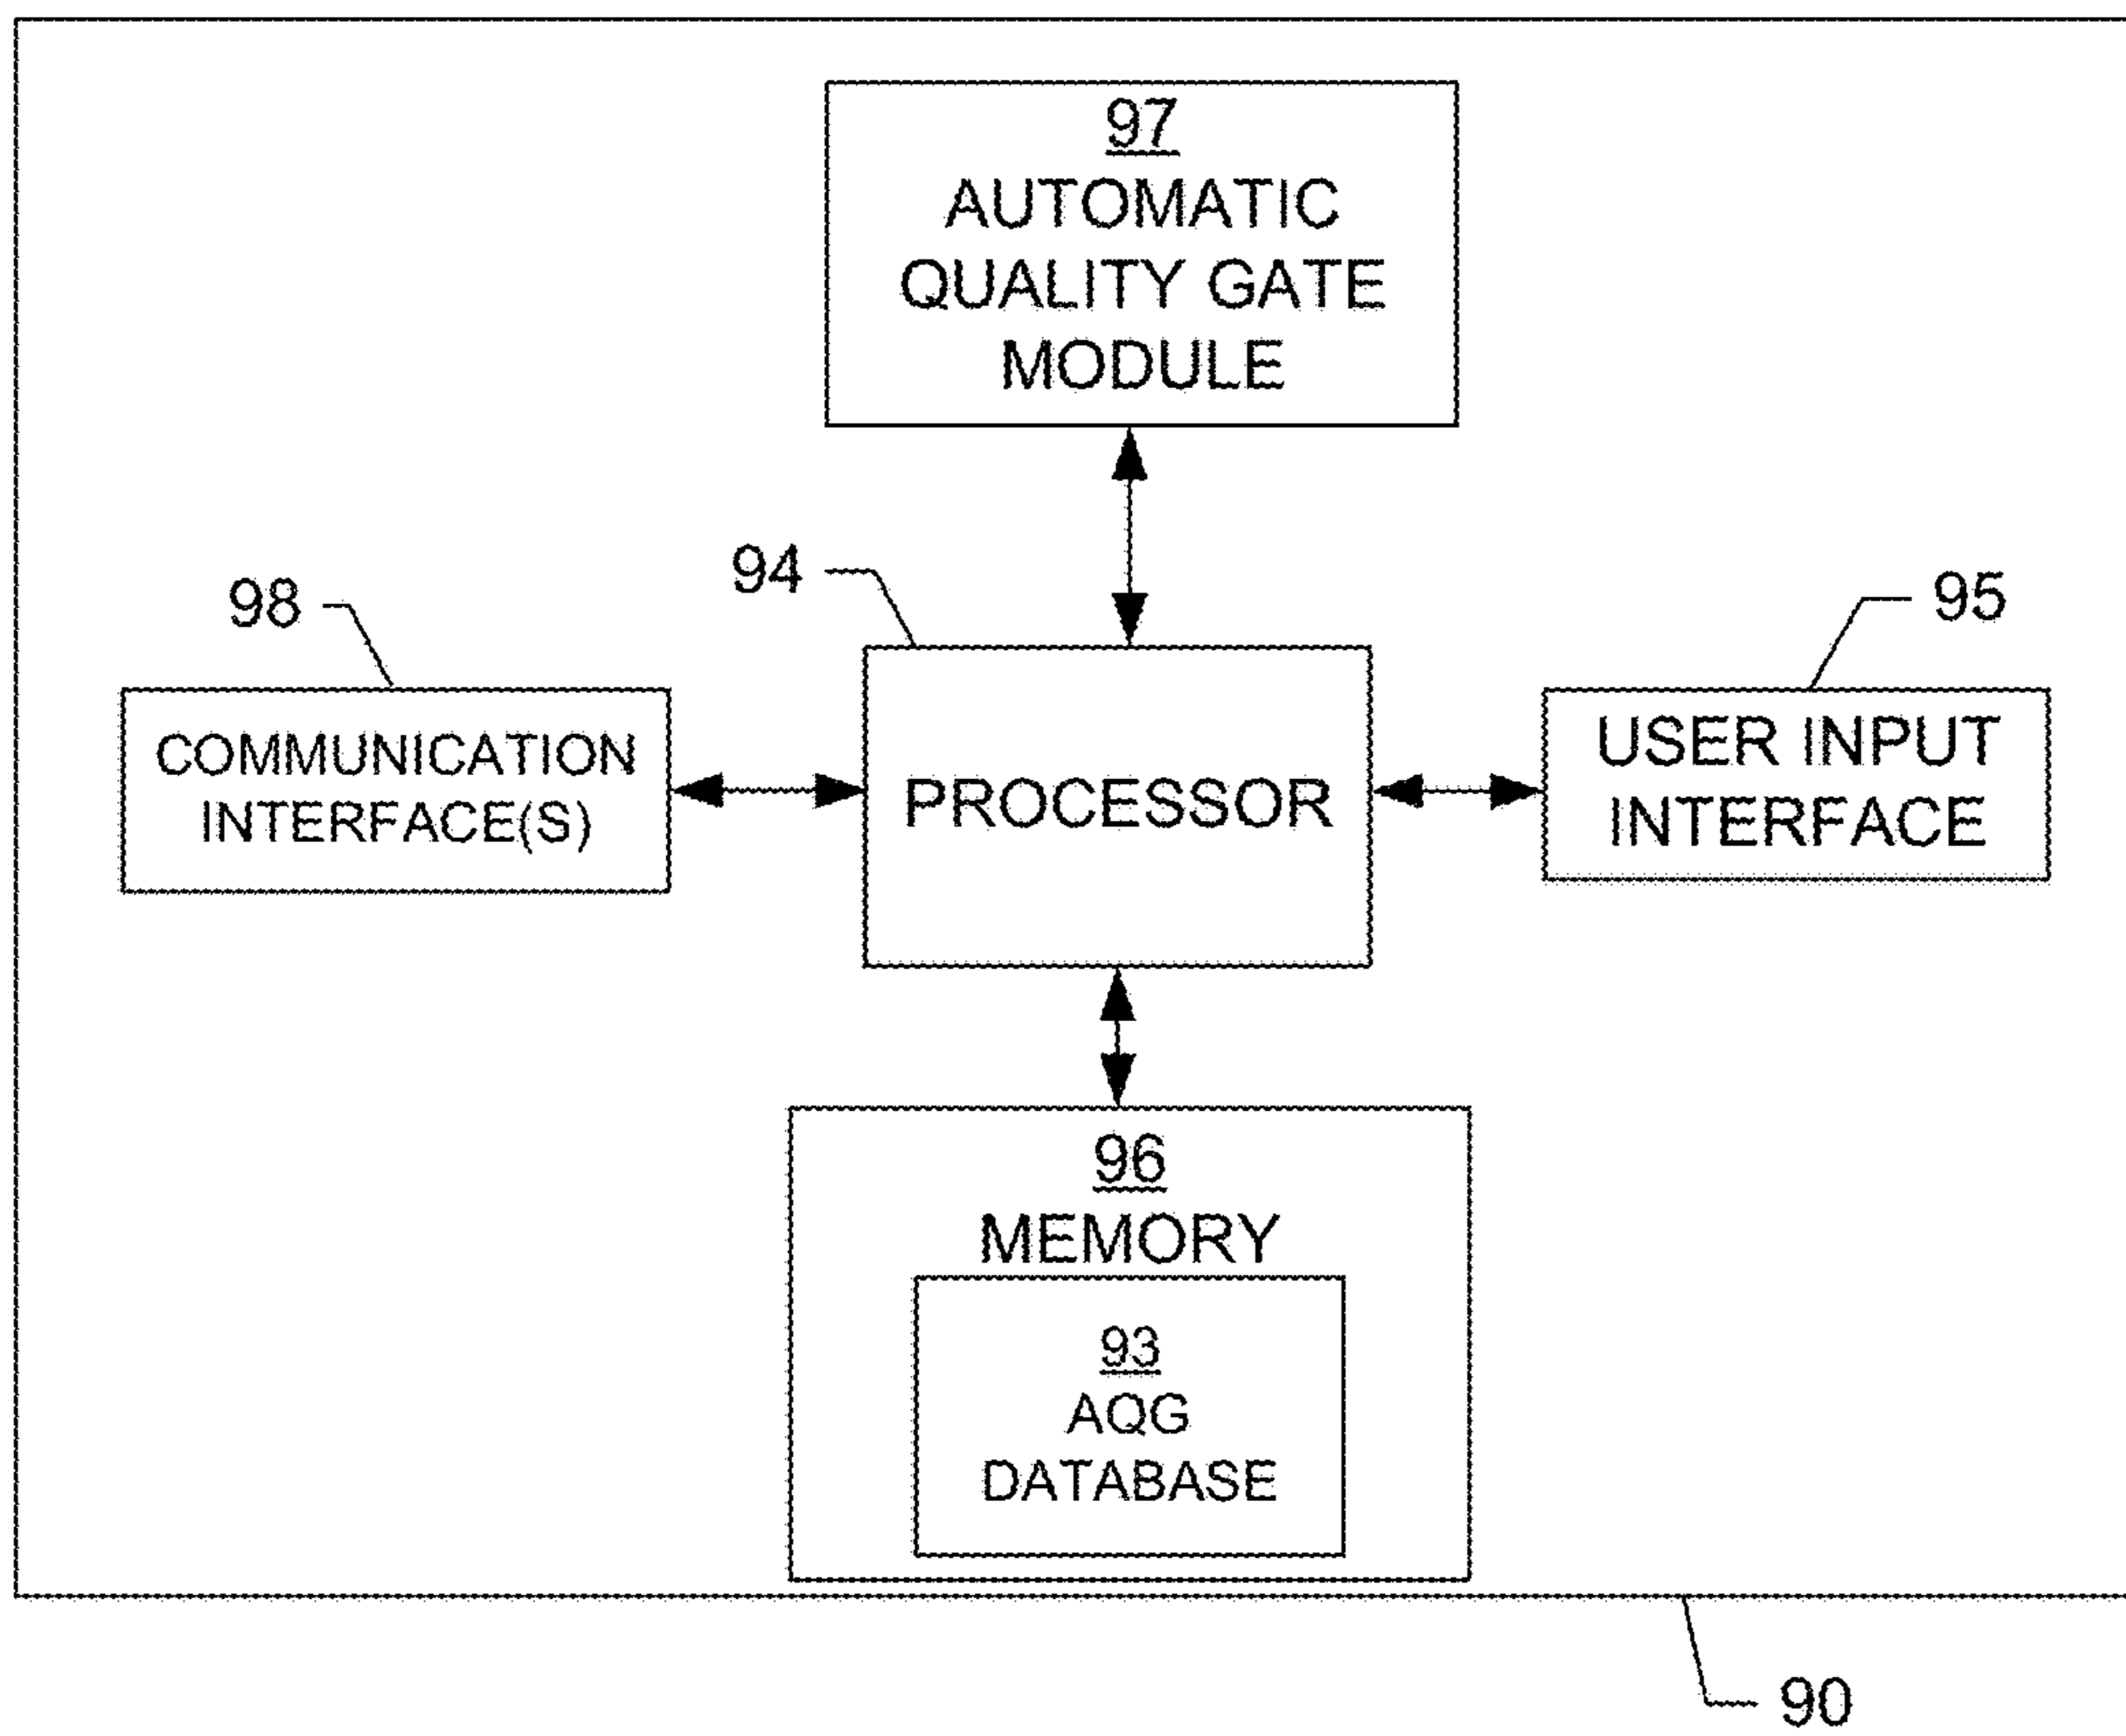 97
AUTOMATIC
QUALITY GATE
MODULE
94
98
95
COMMUNICATION
INTERFACE(S)
PROCESSOR
USER INPUT
INTERFACE
96
MEMORY
93
AQG
DATABASE
90